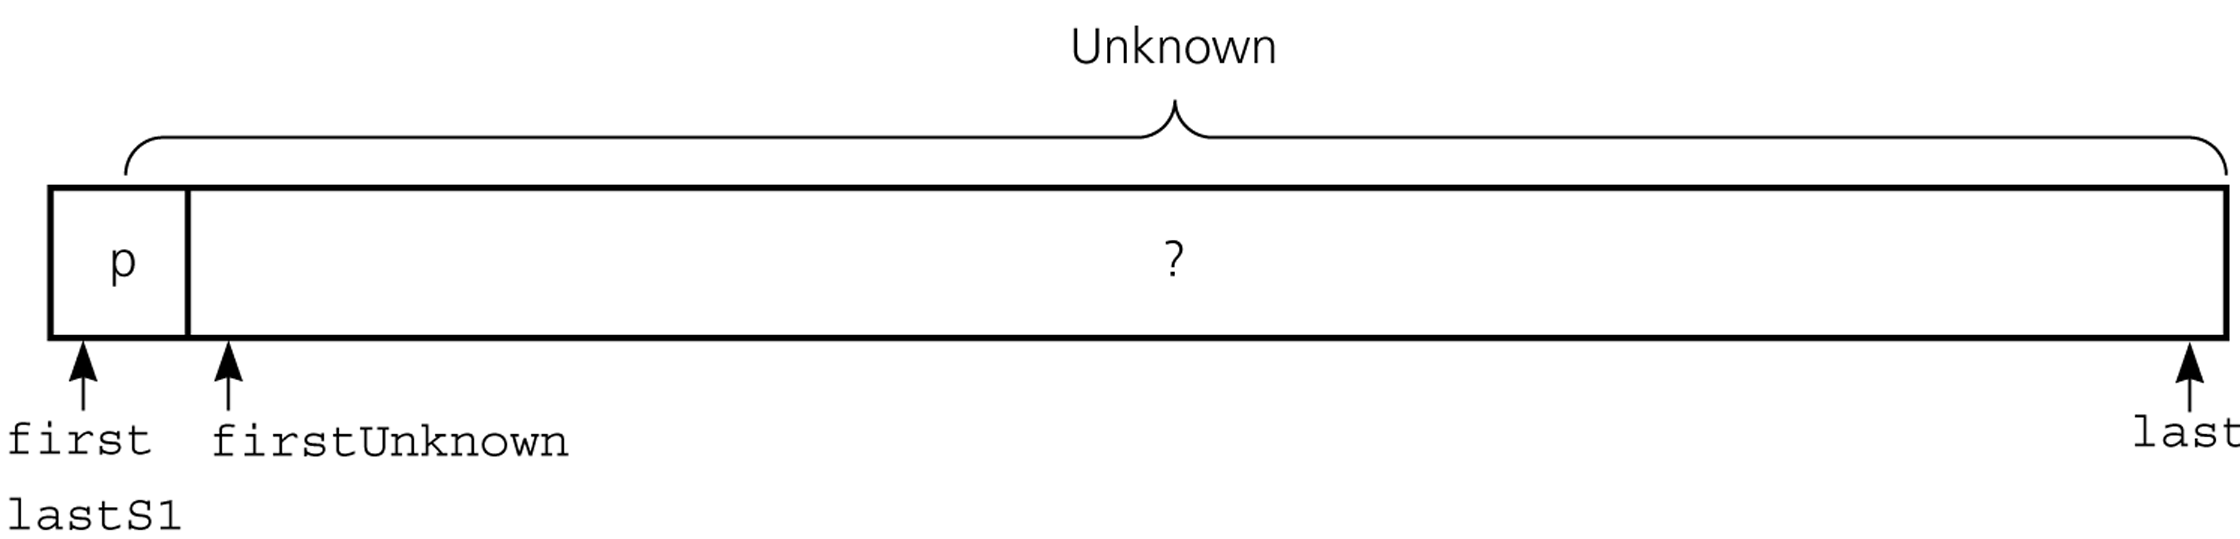 Unknown
p ?
first firstUnknown last
lastS1